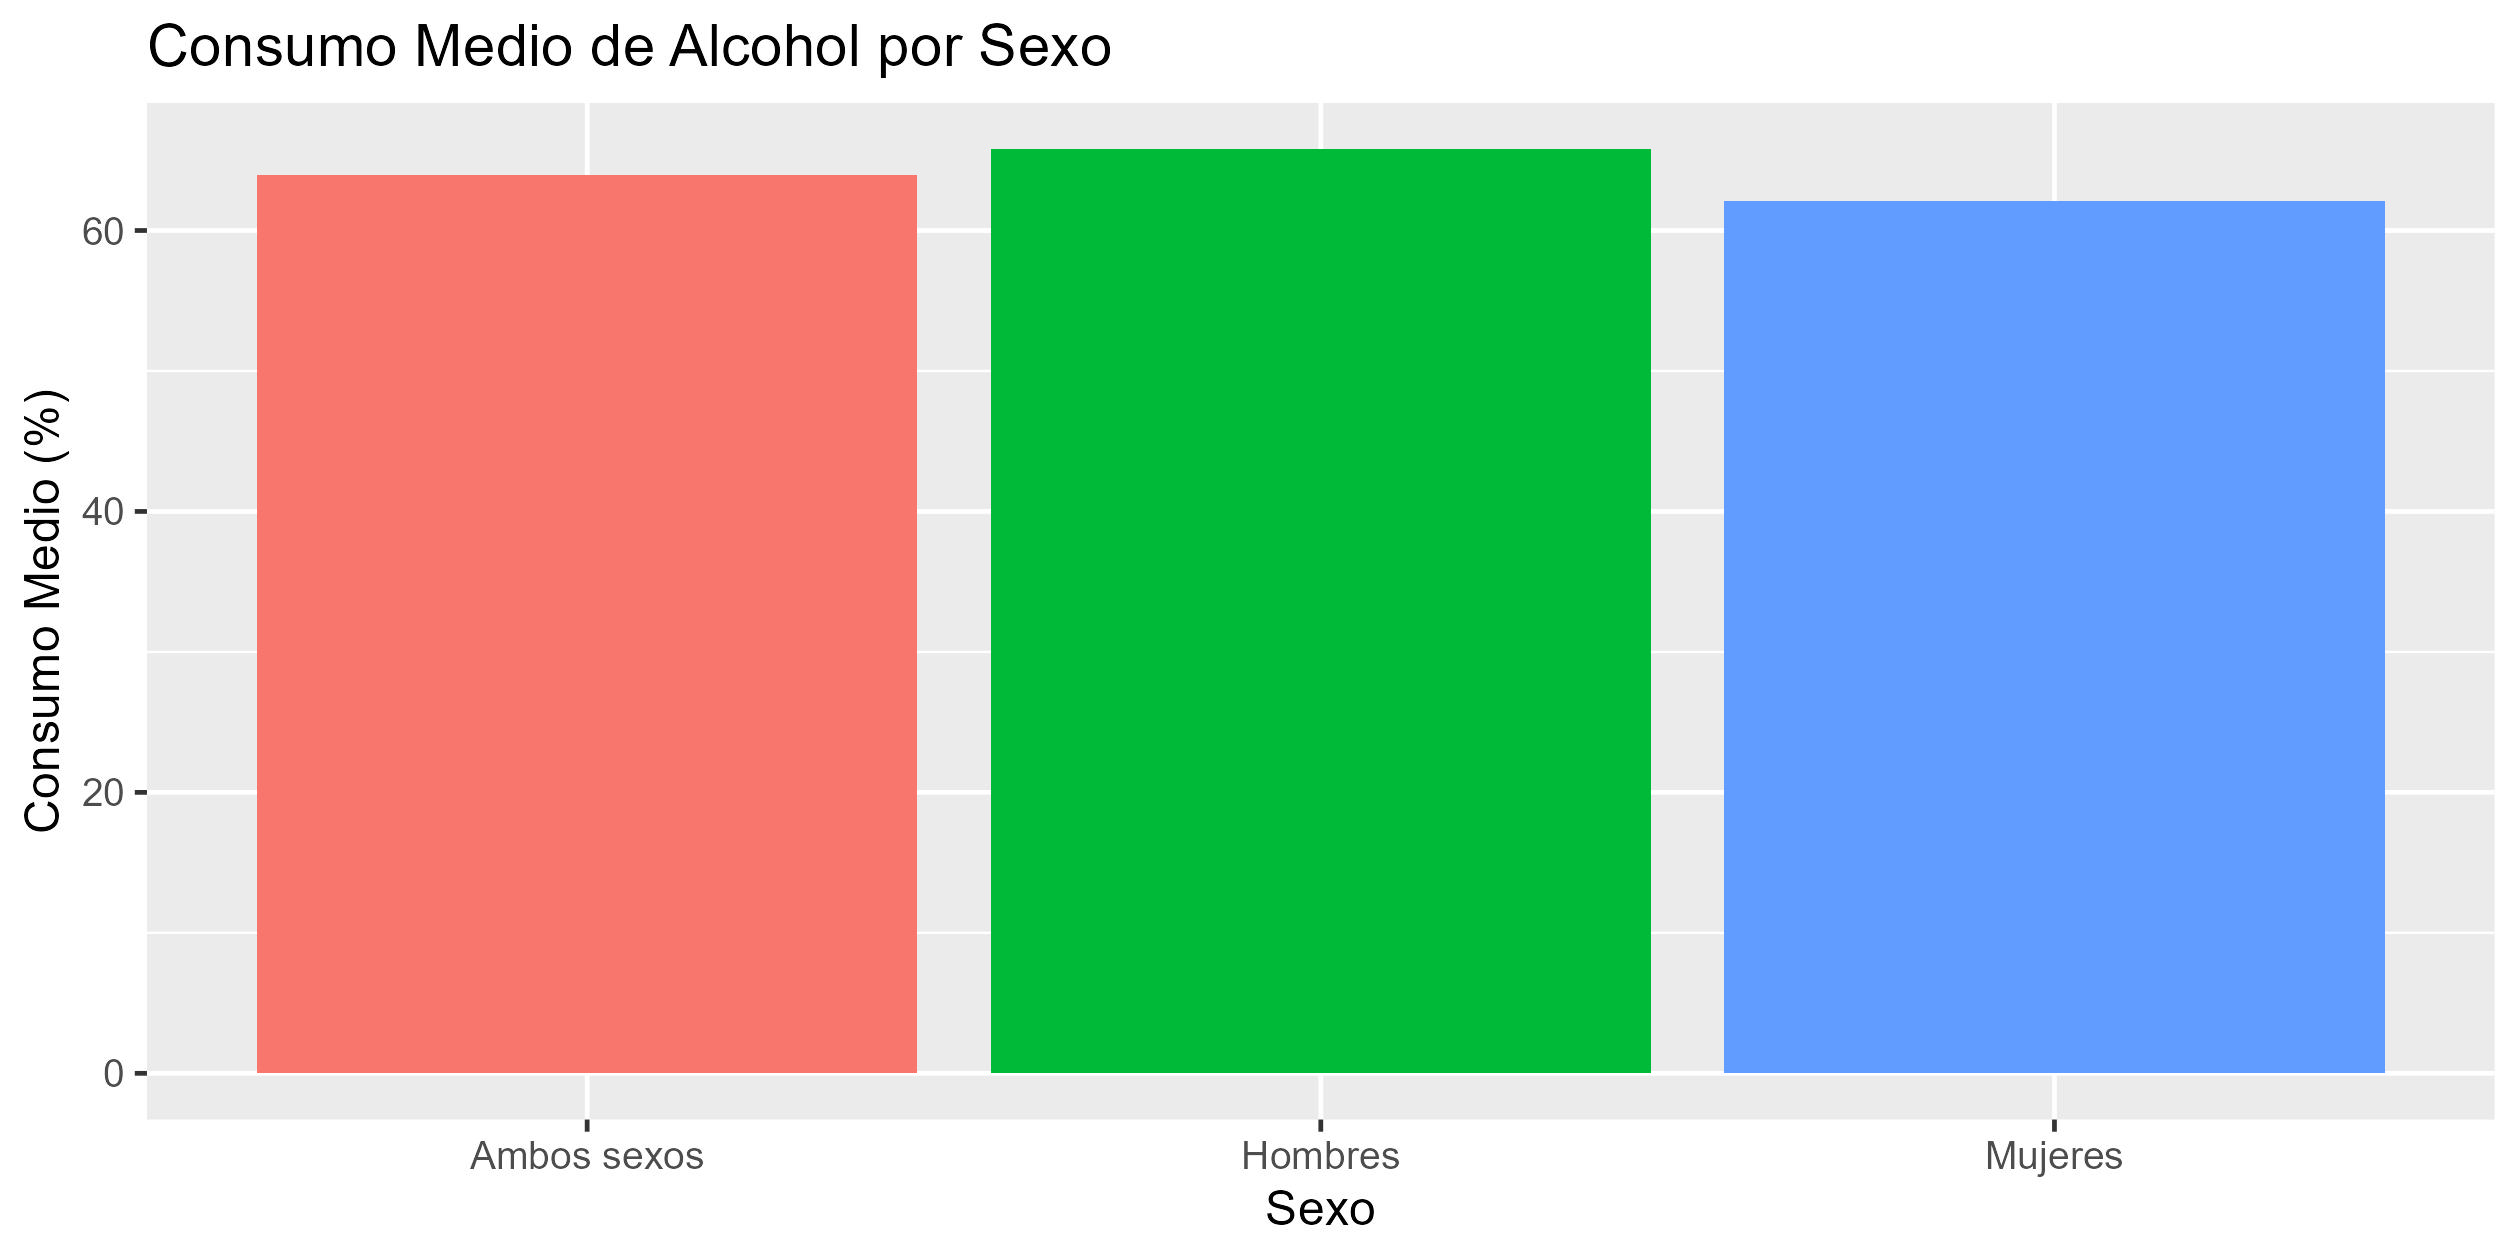 Consumo Medio de Alcohol por Sexo
Consumo Medio (%)
60
40
20
0
Ambos sexos
Hombres
Mujeres
Sexo